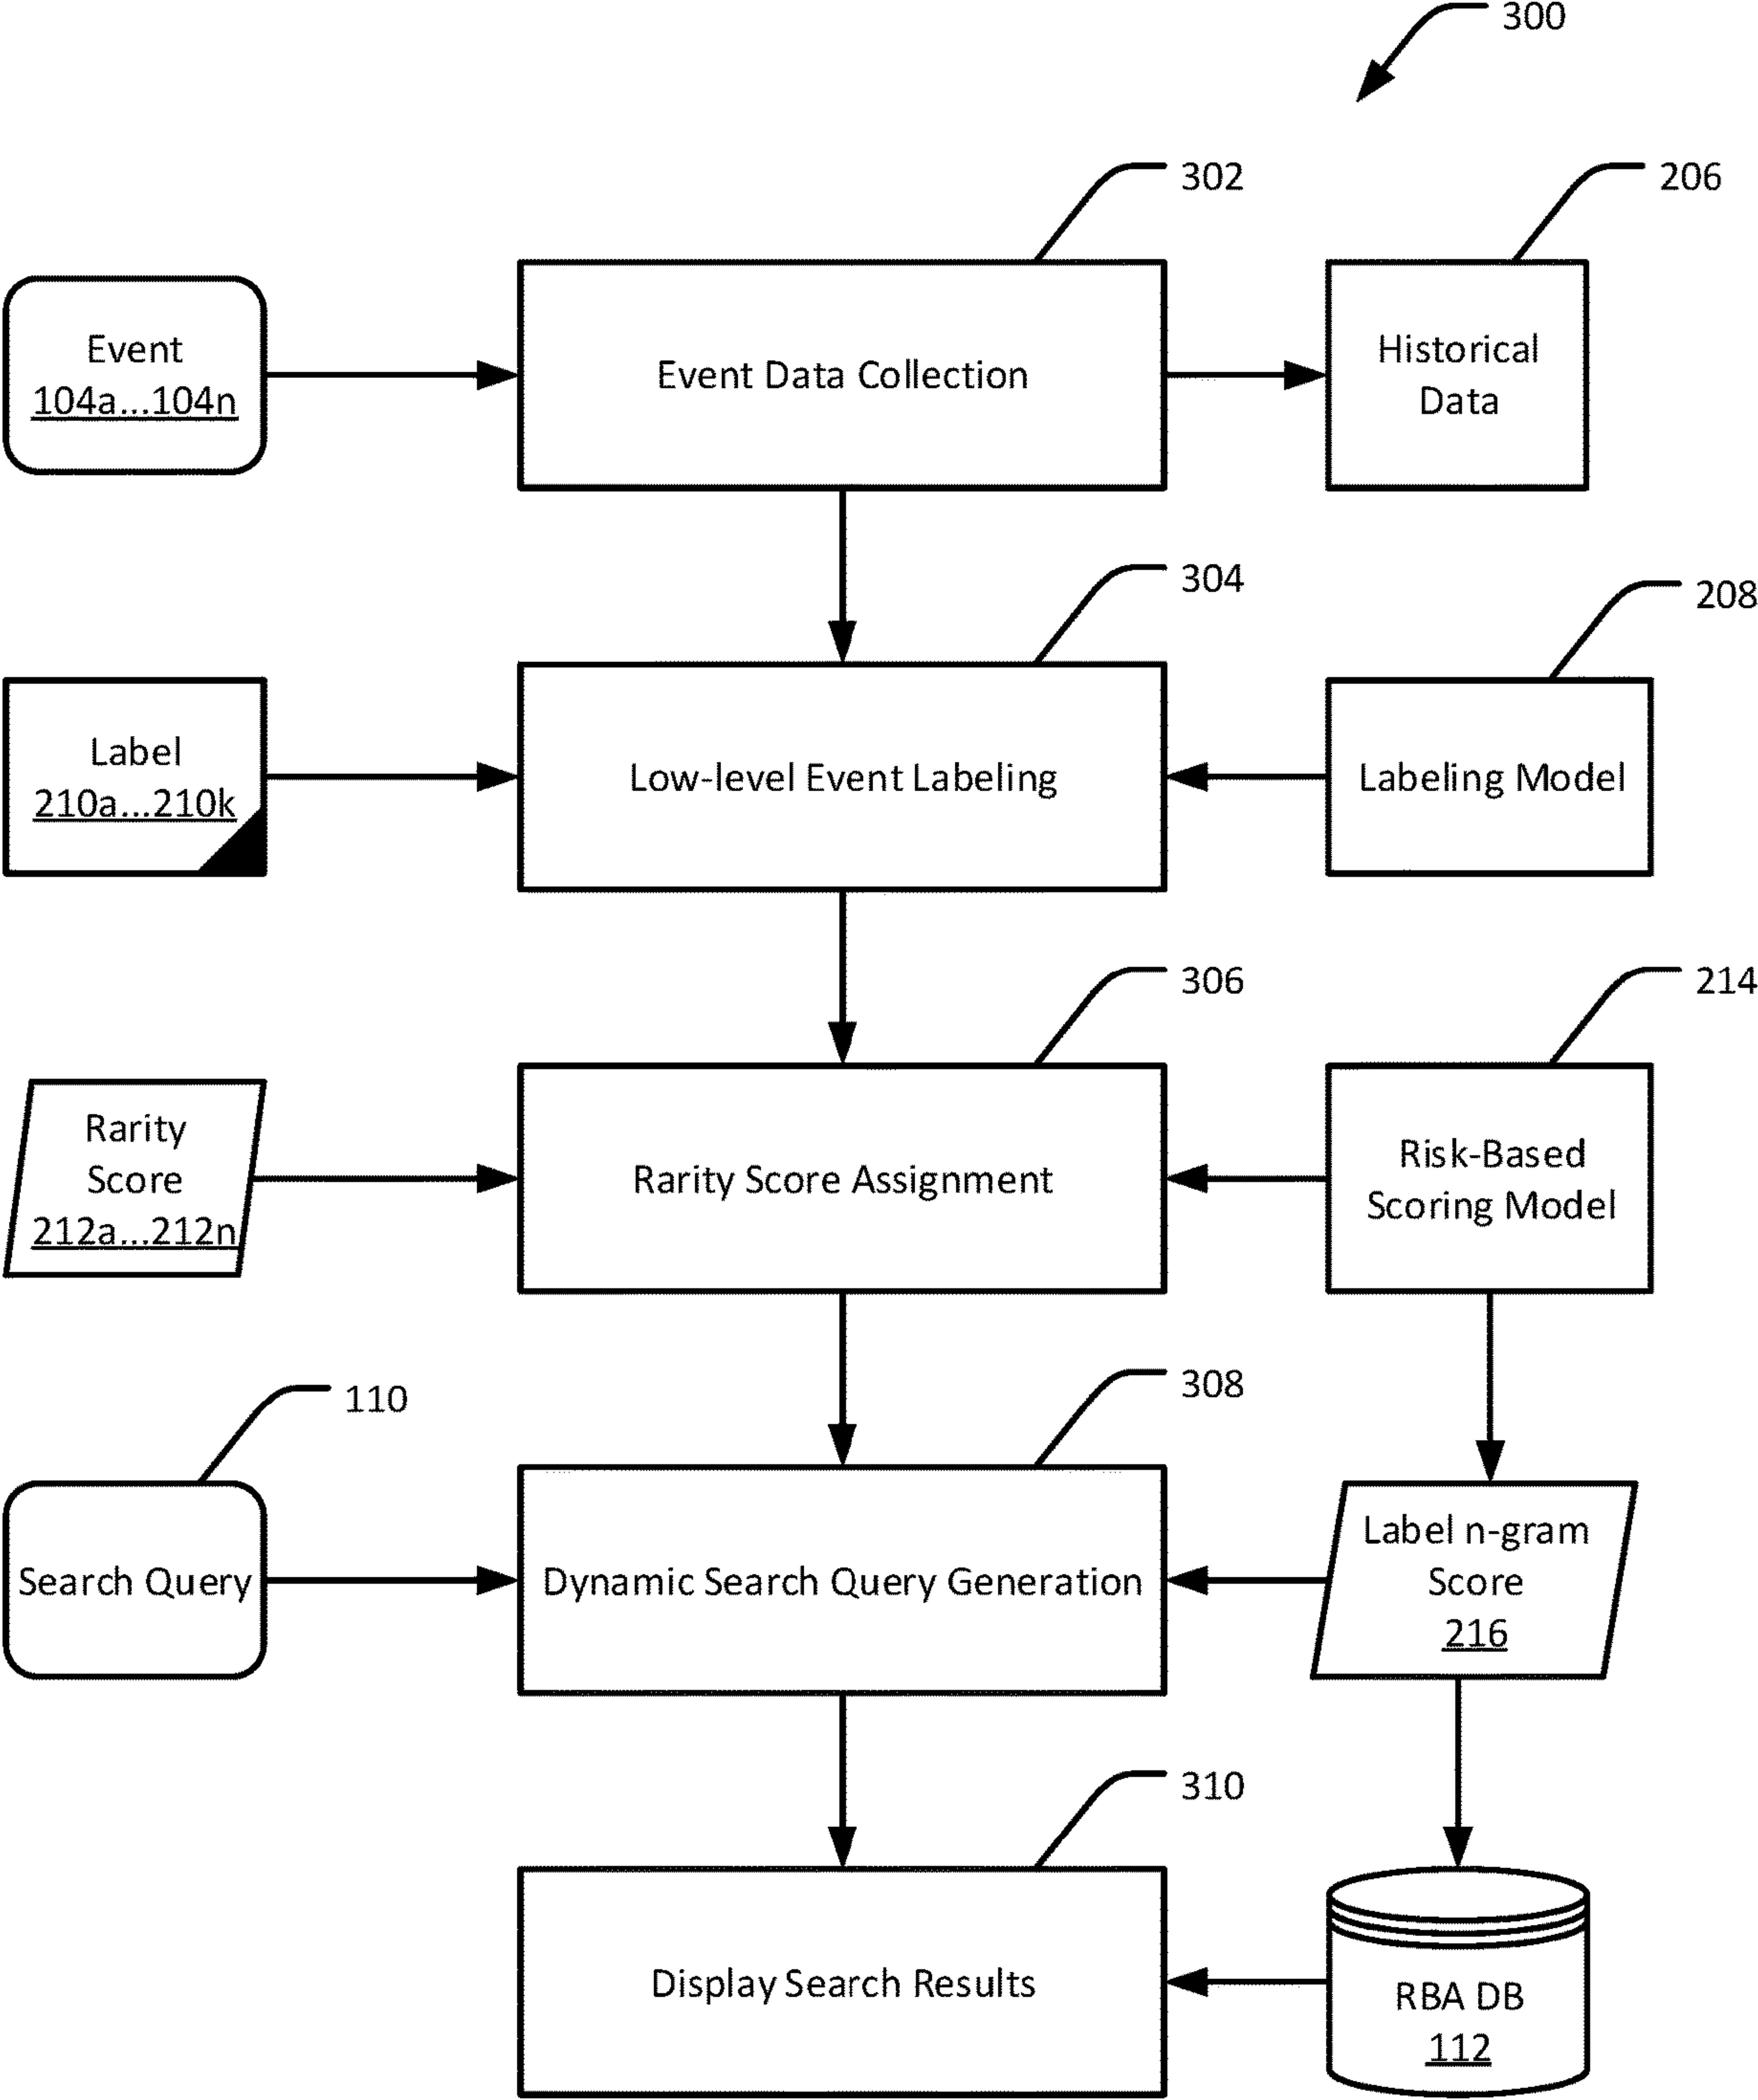 300
302
206
Event
104a...104n
Event Data Collection
Historical
Data
304
208
Label
210a...210k
Low-level Event Labeling
Labeling Model
306
214
Rarity
Score
212a...212n
Rarity Score Assignment
Risk-Based
Scoring Model
110
308
Search Query
Dynamic Search Query Generation
Label n-gram
Score
216
310
Display Search Results
RBA DB
112